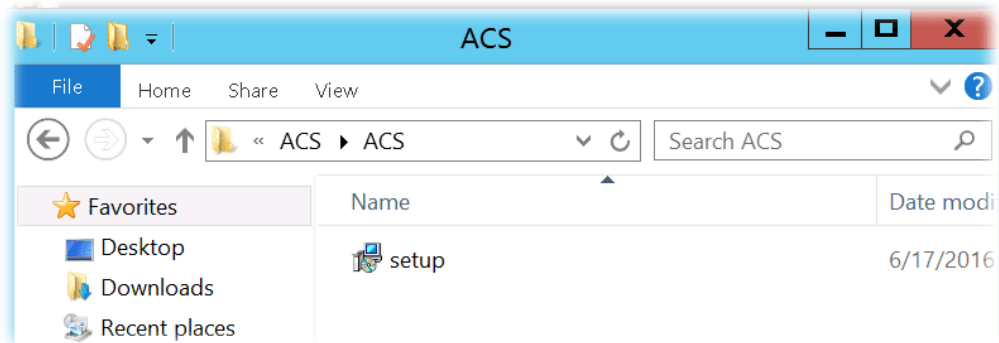 ACS
File Home Share View
« ACS ACS Search ACS
Favorites Name Date modi
Desktop
setup 6/17/2016
Downloads
Recent places